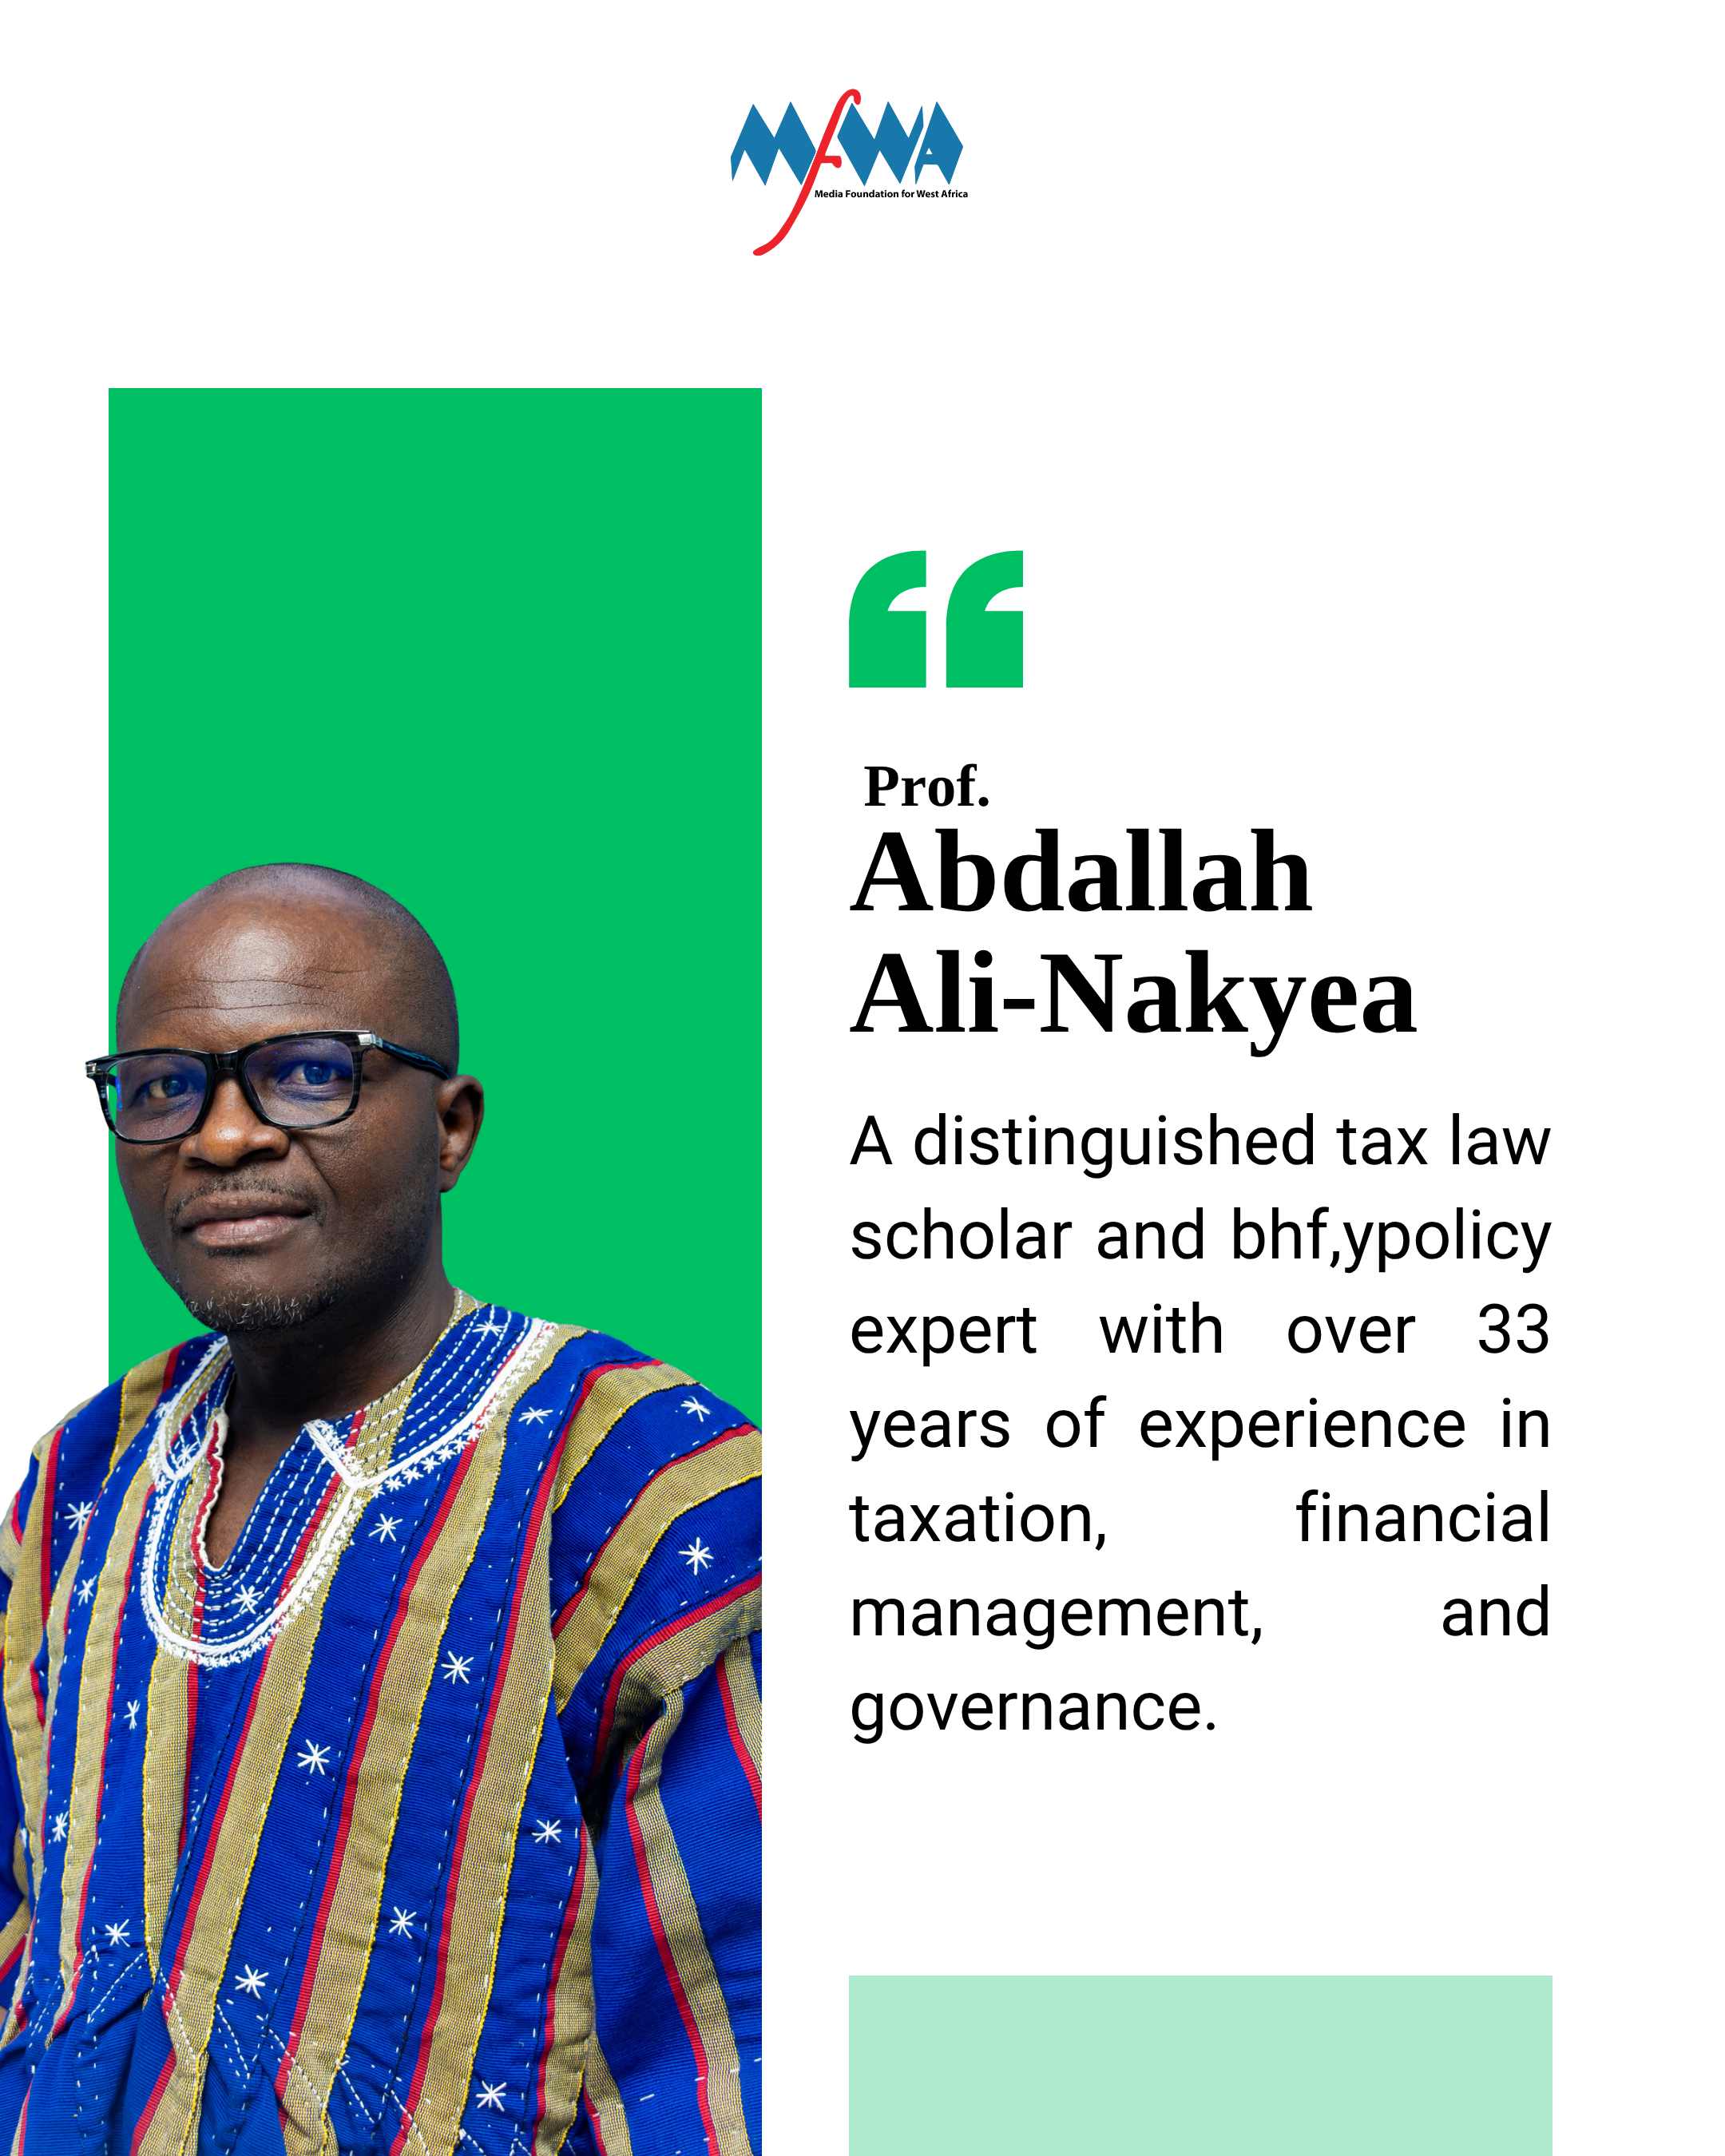 MFWA
Media Foundation for West Africa
“
Prof.
Abdallah
Ali-Nakyea
A distinguished tax law
scholar and bhf,ypolicy
expert with over 33
years of experience in
taxation, financial
management, and
governance.